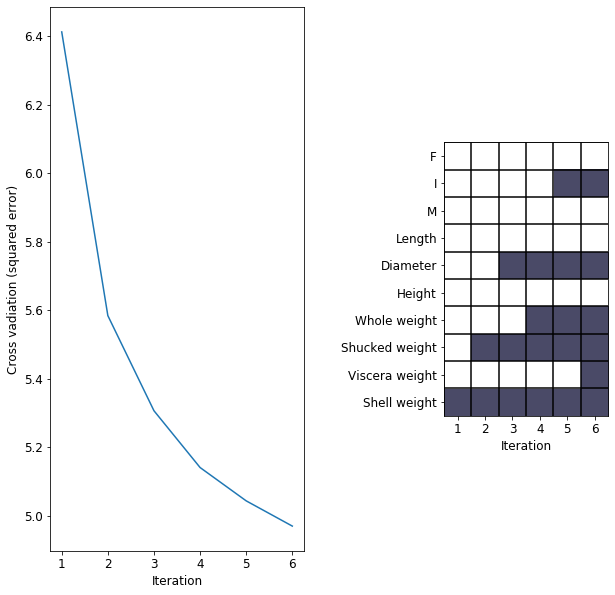 Cross vadiation (squared error)
6.4
6.2
6.0
5.8
5.6
5.4
5.2
5.0
1 2 3 4 5 6
Iteration
F
I
M
Length
Diameter
Height
Whole weight
Shucked weight
Viscera weight
Shell weight
1 2 3 4 5 6
Iteration